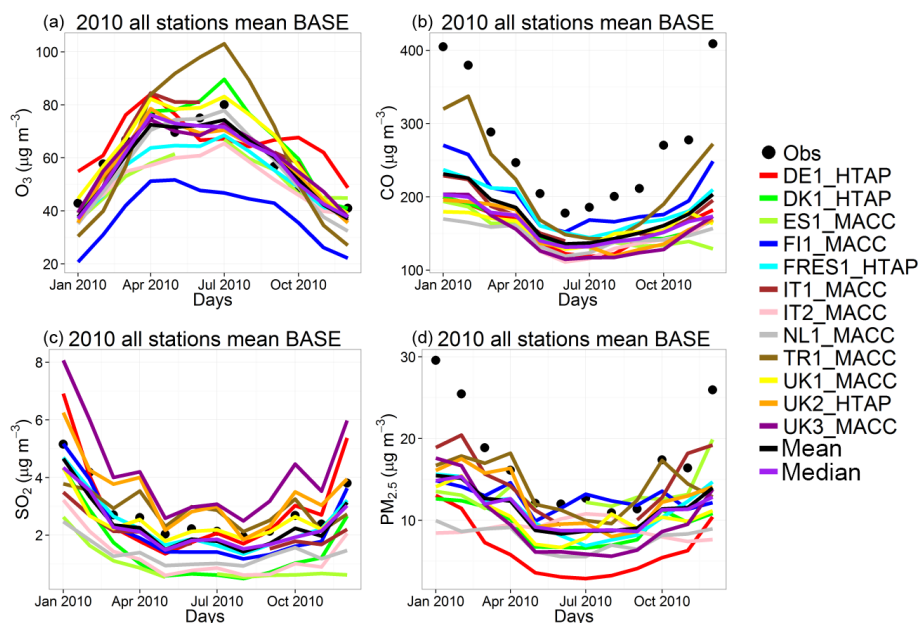 (a) 2010 all stations mean BASE
100
80
60
40
20
O₃ (µg m⁻³)
Jan 2010 Apr 2010 Jul 2010 Oct 2010
Days
(b) 2010 all stations mean BASE
400
300
200
100
CO (µg m⁻³)
Jan 2010 Apr 2010 Jul 2010 Oct 2010
Days
(c) 2010 all stations mean BASE
8
6
4
2
SO₂ (µg m⁻³)
Jan 2010 Apr 2010 Jul 2010 Oct 2010
Days
(d) 2010 all stations mean BASE
30
20
10
0
PM₂.₅ (µg m⁻³)
Jan 2010 Apr 2010 Jul 2010 Oct 2010
Days
Obs
DE1_HTAP
DK1_HTAP
ES1_MACC
FI1_MACC
FRES1_HTAP
IT1_MACC
IT2_MACC
NL1_MACC
TR1_MACC
UK1_MACC
UK2_HTAP
UK3_MACC
Mean
Median